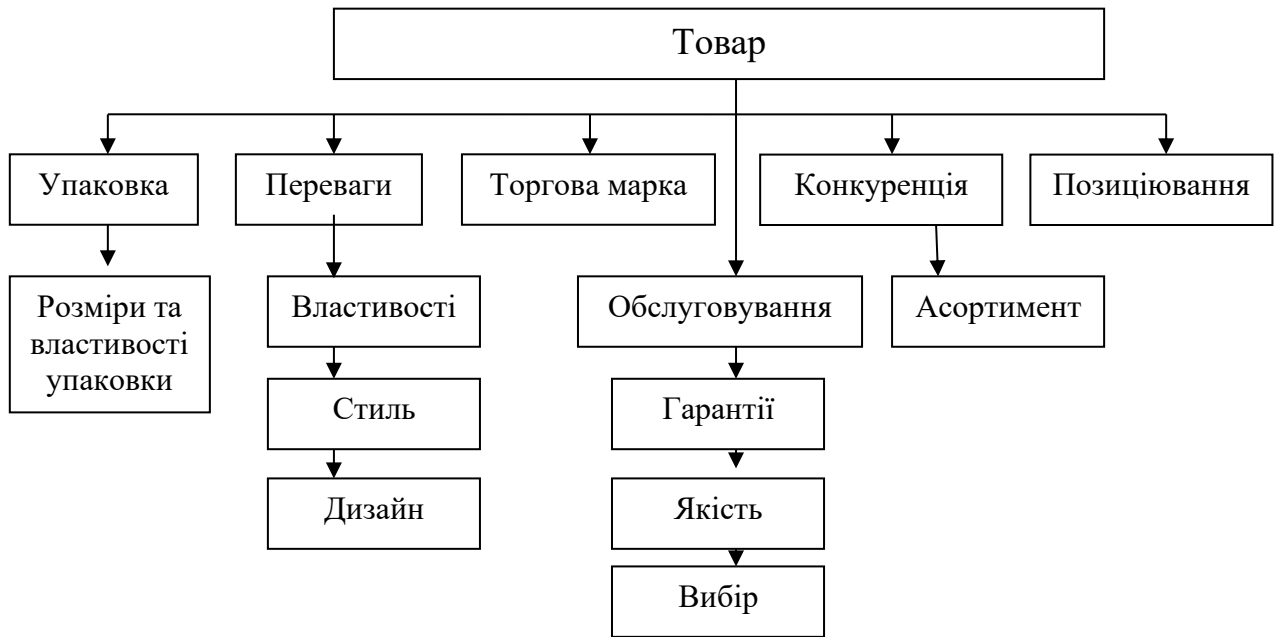 Товар
Упаковка
Переваги
Торгова марка
Конкуренція
Позиціювання
Розміри та
властивості
упаковки
Властивості
Обслуговування
Асортимент
Стиль
Гарантії
Дизайн
Якість
Вибір